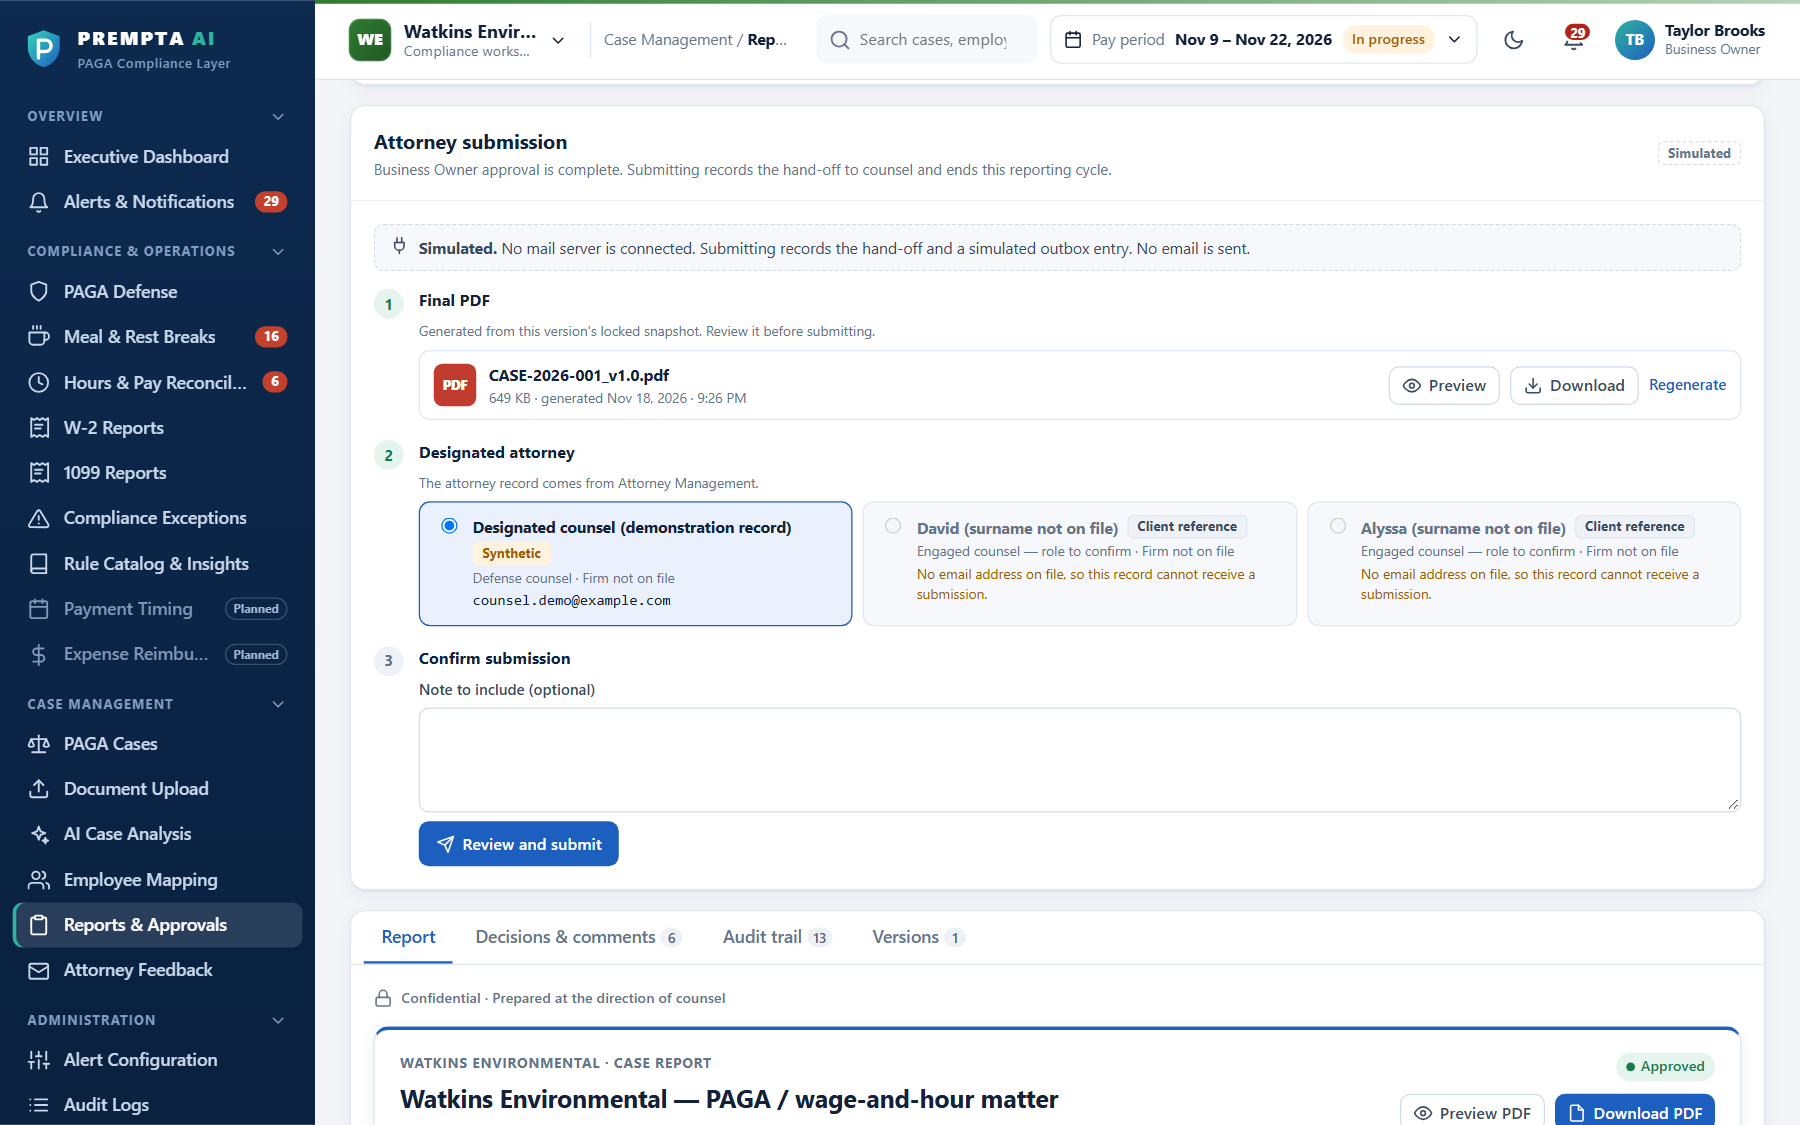 PREMPTA AI
PAGA Compliance Layer
OVERVIEW
Executive Dashboard
Alerts & Notifications 29
COMPLIANCE & OPERATIONS
PAGA Defense
Meal & Rest Breaks 16
Hours & Pay Reconcil... 6
W-2 Reports
1099 Reports
Compliance Exceptions
Rule Catalog & Insights
Payment Timing Planned
Expense Reimbu... Planned
CASE MANAGEMENT
PAGA Cases
Document Upload
AI Case Analysis
Employee Mapping
Reports & Approvals
Attorney Feedback
ADMINISTRATION
Alert Configuration
Audit Logs
WE
Watkins Envir...
Compliance works...
Case Management / Rep...
Search cases, employ
Pay period Nov 9 – Nov 22, 2026 In progress
29
TB
Taylor Brooks
Business Owner
Attorney submission
Business Owner approval is complete. Submitting records the hand-off to counsel and ends this reporting cycle.
Simulated
Simulated. No mail server is connected. Submitting records the hand-off and a simulated outbox entry. No email is sent.
1 Final PDF
Generated from this version's locked snapshot. Review it before submitting.
PDF
CASE-2026-001_v1.0.pdf
649 KB · generated Nov 18, 2026 · 9:26 PM
Preview
Download
Regenerate
2 Designated attorney
The attorney record comes from Attorney Management.
Designated counsel (demonstration record)
Synthetic
Defense counsel · Firm not on file
counsel.demo@example.com
David (surname not on file) Client reference
Engaged counsel — role to confirm · Firm not on file
No email address on file, so this record cannot receive a
submission.
Alyssa (surname not on file) Client reference
Engaged counsel — role to confirm · Firm not on file
No email address on file, so this record cannot receive a
submission.
3 Confirm submission
Note to include (optional)
Review and submit
Report
Decisions & comments 6
Audit trail 13
Versions 1
Confidential · Prepared at the direction of counsel
WATKINS ENVIRONMENTAL · CASE REPORT
Approved
Watkins Environmental — PAGA / wage-and-hour matter
Preview PDF
Download PDF